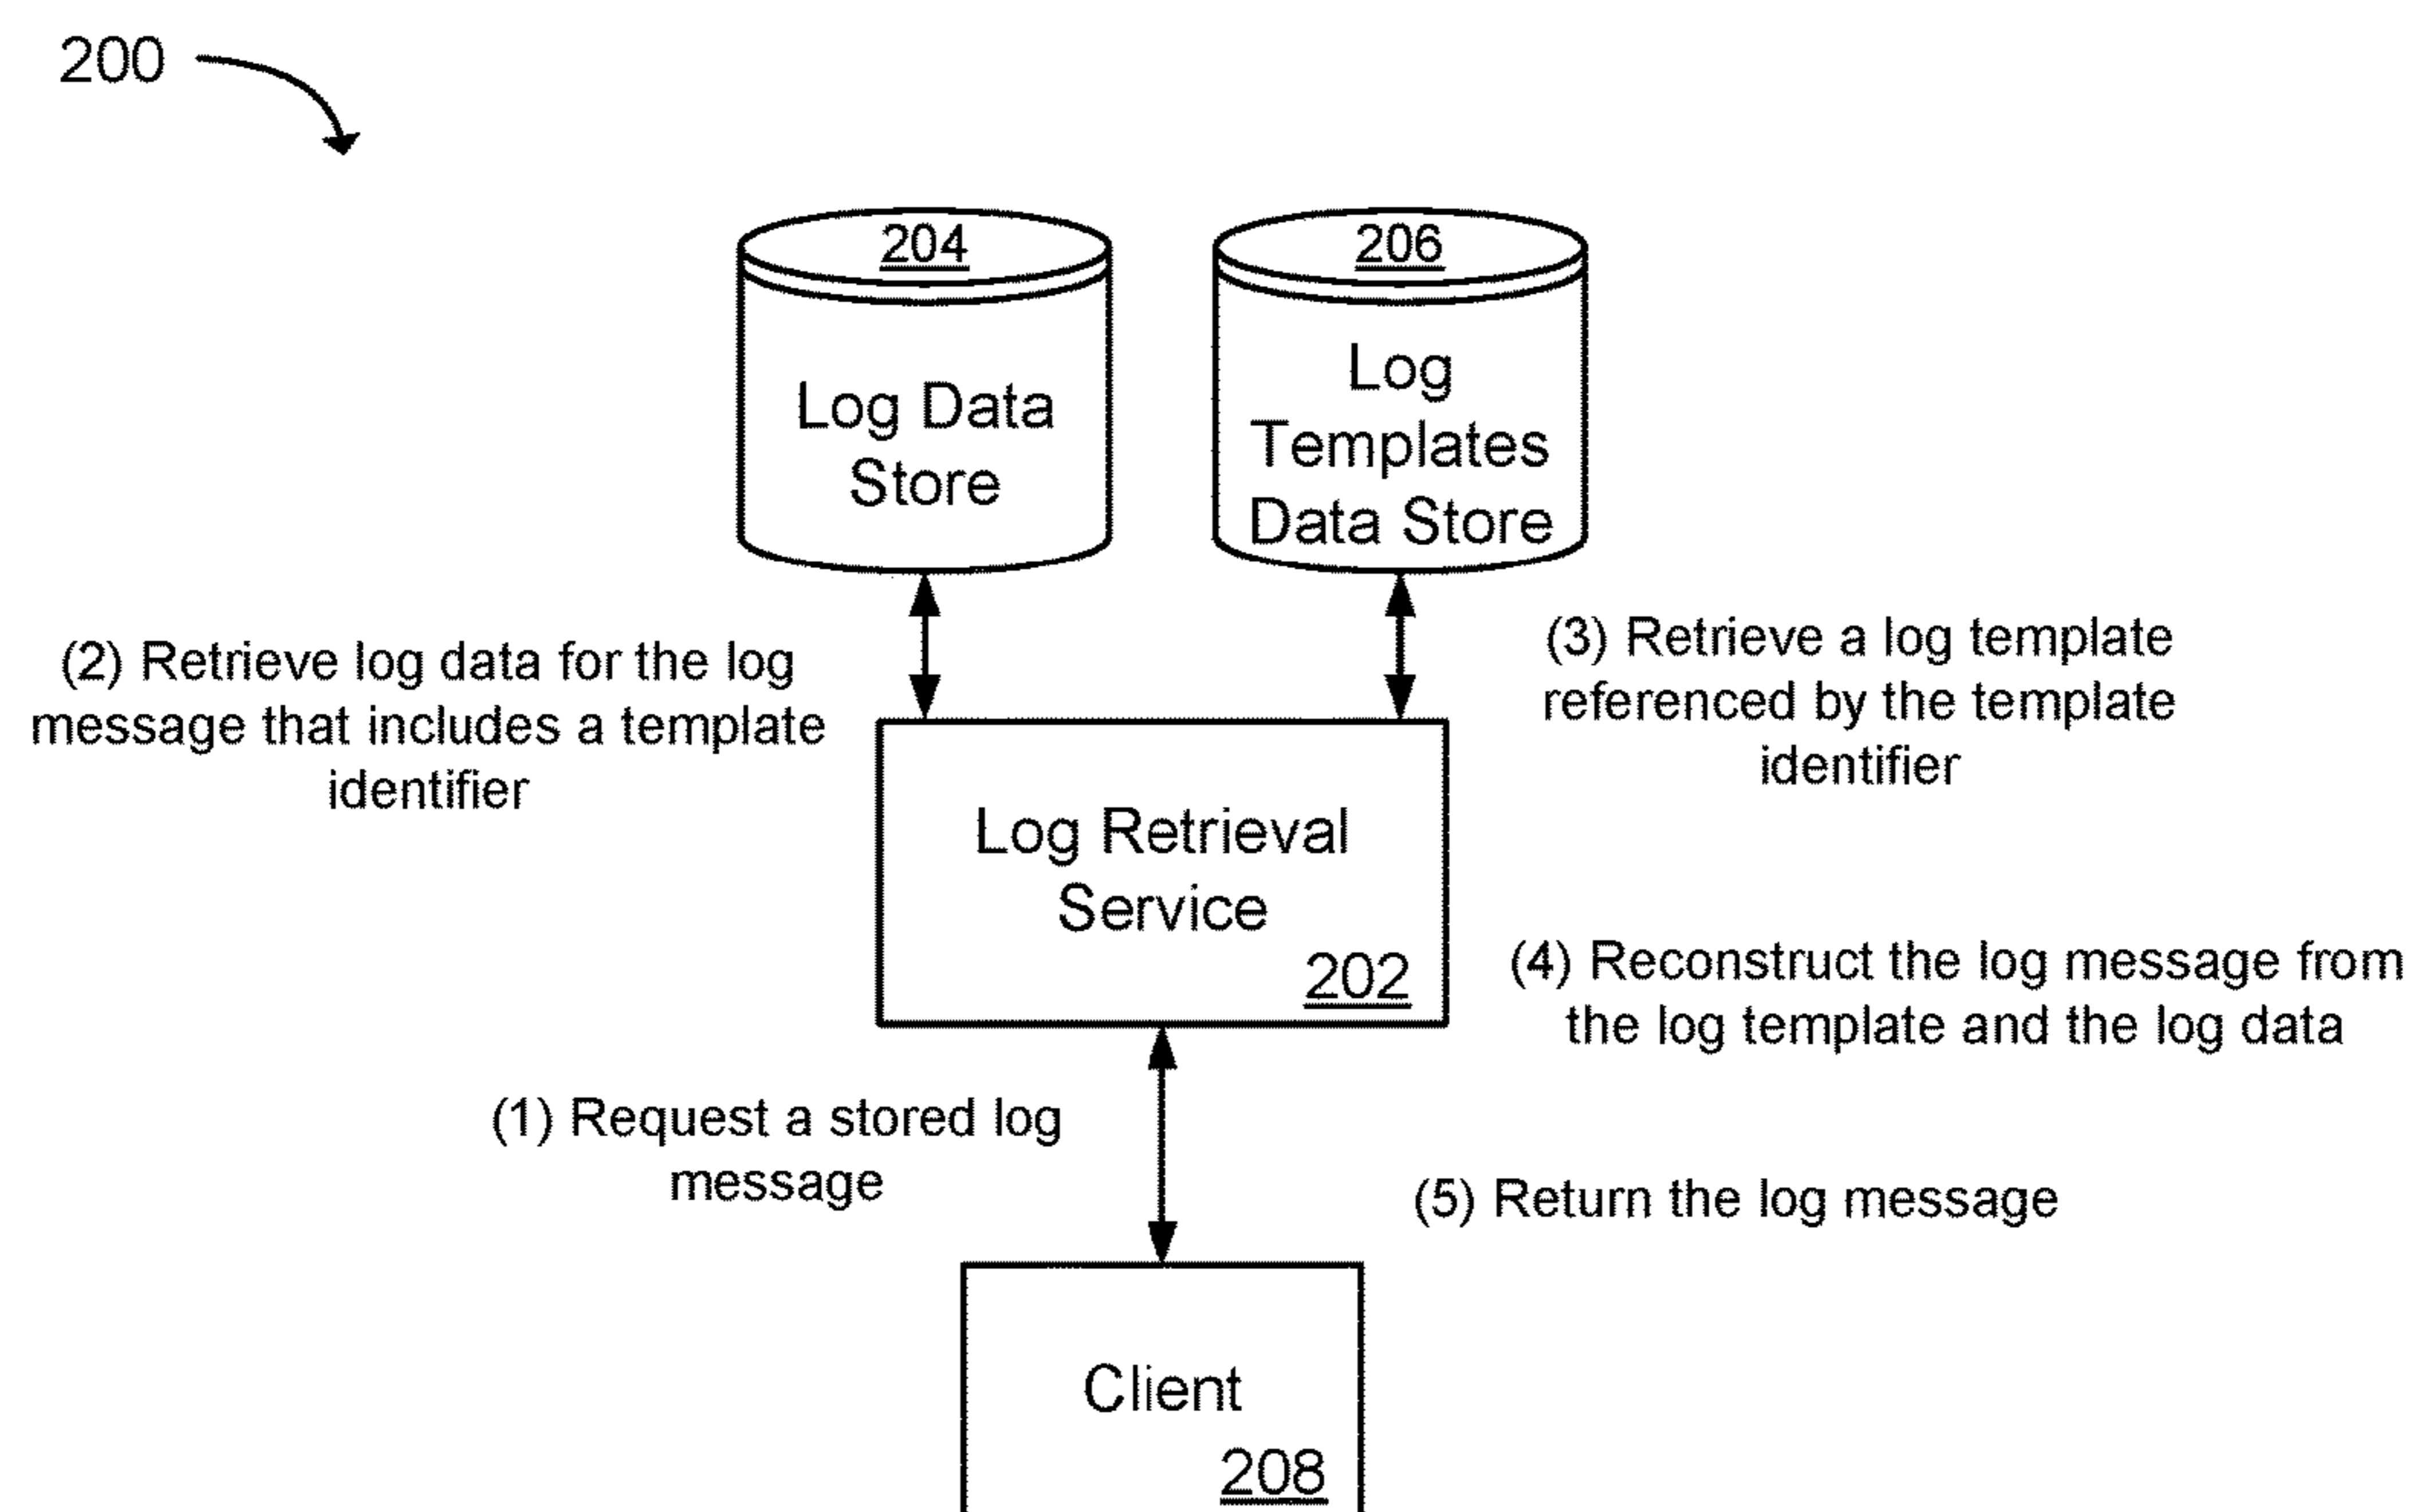 200
204
Log Data
Store
206
Log
Templates
Data Store
(2) Retrieve log data for the log
message that includes a template
identifier
(3) Retrieve a log template
referenced by the template
identifier
Log Retrieval
Service
202
(4) Reconstruct the log message from
the log template and the log data
(1) Request a stored log
message
(5) Return the log message
Client
208